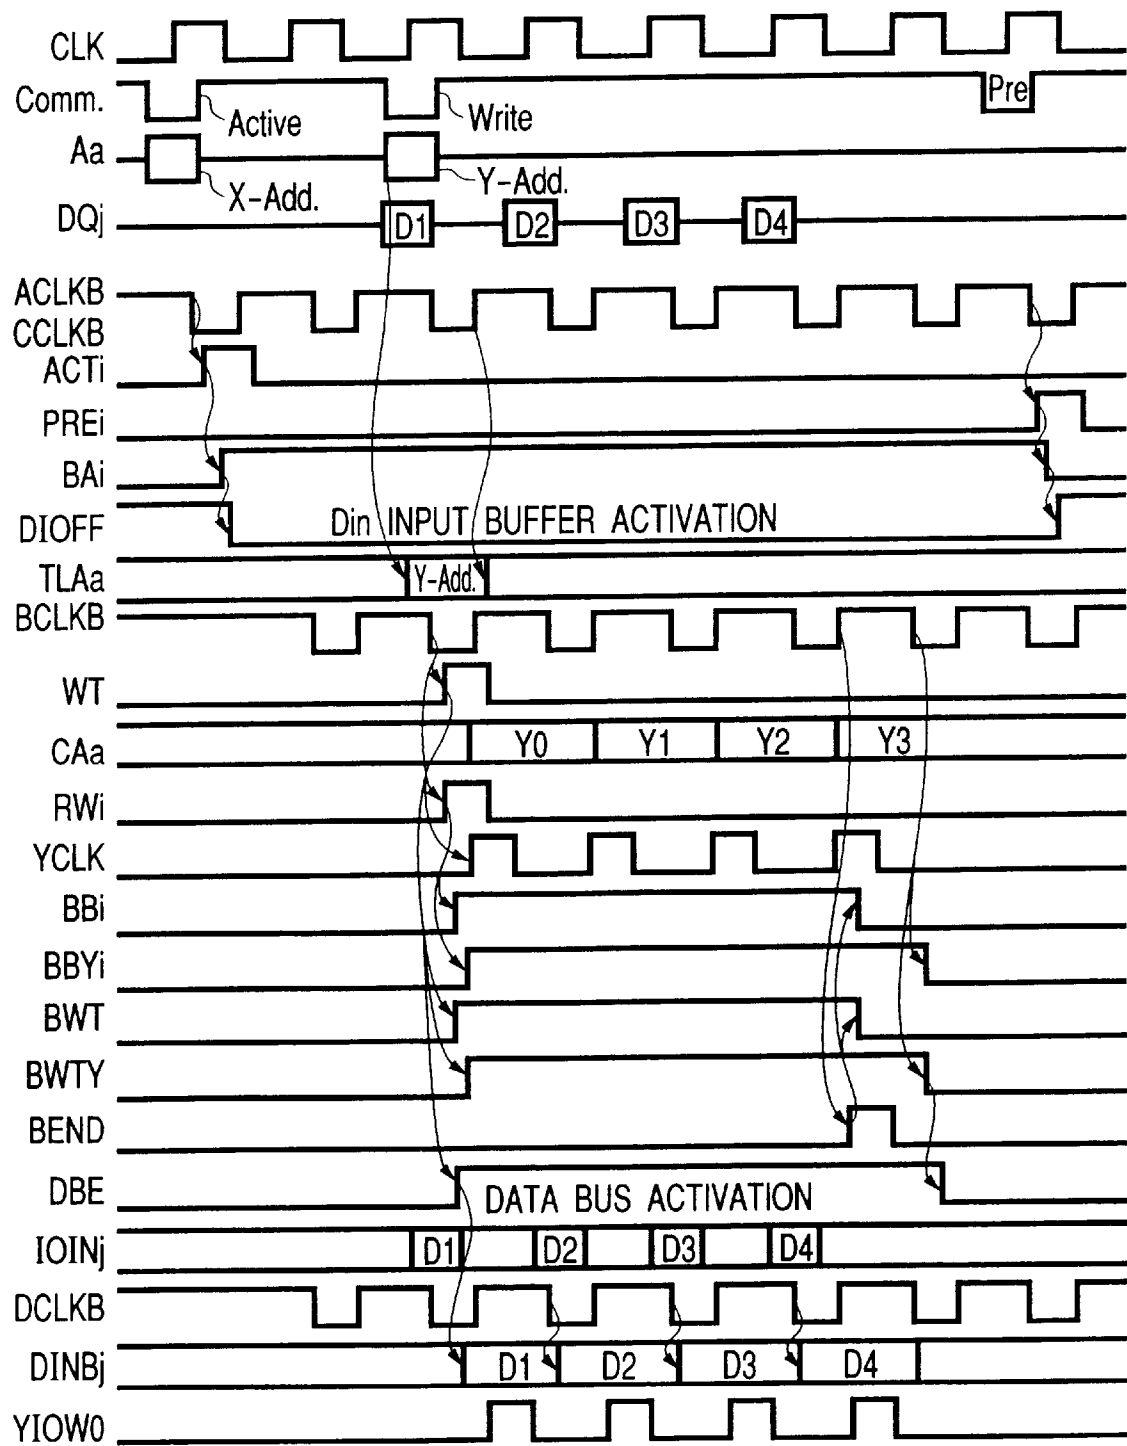 CLK
Comm. Active Write Pre
Aa X-Add. Y-Add.
DQj D1 D2 D3 D4
ACLKB
CCLKB
ACTi
PREi
BAi
DIOFF Din INPUT BUFFER ACTIVATION
TLAa Y-Add.
BCLKB
WT
CAa Y0 Y1 Y2 Y3
RWi
YCLK
BBi
BBYi
BWT
BWTY
BEND
DBE DATA BUS ACTIVATION
IOINj D1 D2 D3 D4
DCLKB
DINBj D1 D2 D3 D4
YIOW0